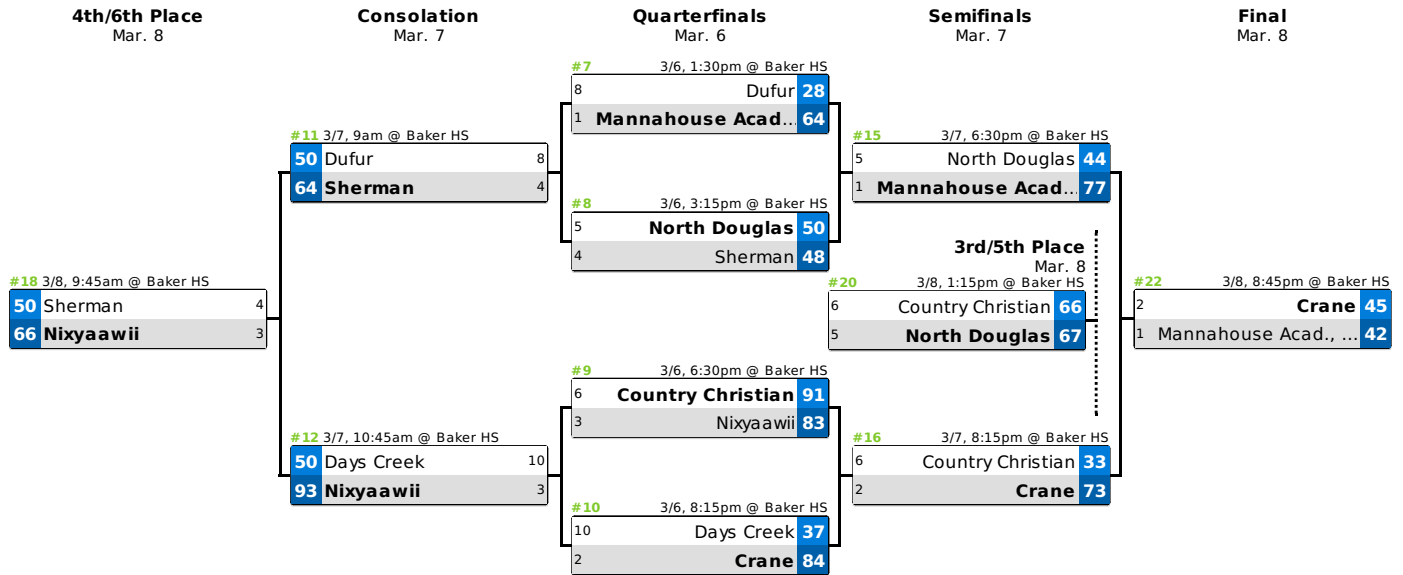 4th/6th Place
Mar. 8
Consolation
Mar. 7
Quarterfinals
Mar. 6
Semifinals
Mar. 7
Final
Mar. 8
#18 3/8, 9:45am @ Baker HS
50 Sherman 4
66 Nixyaawii 3
#11 3/7, 9am @ Baker HS
50 Dufur 8
64 Sherman 4
#12 3/7, 10:45am @ Baker HS
50 Days Creek 10
93 Nixyaawii 3
#7 3/6, 1:30pm @ Baker HS
8 Dufur 28
1 Mannahouse Acad... 64
#8 3/6, 3:15pm @ Baker HS
5 North Douglas 50
4 Sherman 48
#9 3/6, 6:30pm @ Baker HS
6 Country Christian 91
3 Nixyaawii 83
#10 3/6, 8:15pm @ Baker HS
10 Days Creek 37
2 Crane 84
#15 3/7, 6:30pm @ Baker HS
5 North Douglas 44
1 Mannahouse Acad... 77
3rd/5th Place
Mar. 8
#20 3/8, 1:15pm @ Baker HS
6 Country Christian 66
5 North Douglas 67
#16 3/7, 8:15pm @ Baker HS
6 Country Christian 33
2 Crane 73
#22 3/8, 8:45pm @ Baker HS
2 Crane 45
1 Mannahouse Acad., ... 42